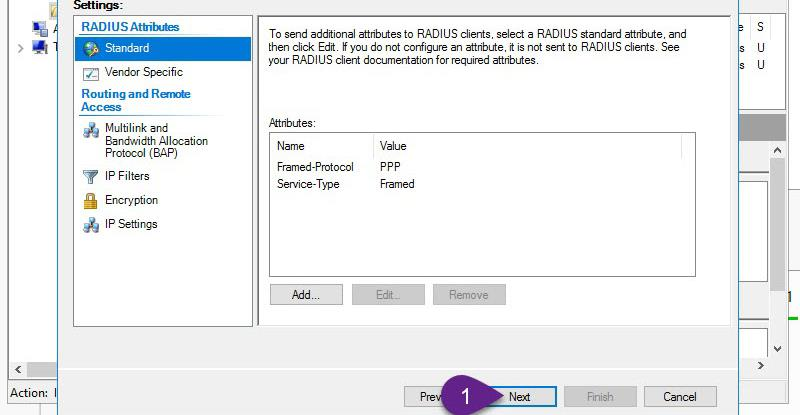 Settings:
RADIUS Attributes
Standard
Vendor Specific
Routing and Remote
Access
Multilink and
Bandwidth Allocation
Protocol (BAP)
IP Filters
Encryption
IP Settings
To send additional attributes to RADIUS clients, select a RADIUS standard attribute, and
then click Edit. If you do not configure an attribute, it is not sent to RADIUS clients. See
your RADIUS client documentation for required attributes.
Attributes:
Name Value
Framed-Protocol PPP
Service-Type Framed
Add... Edit... Remove
Action:
1 Next Finish Cancel
e S
s U
s U
1